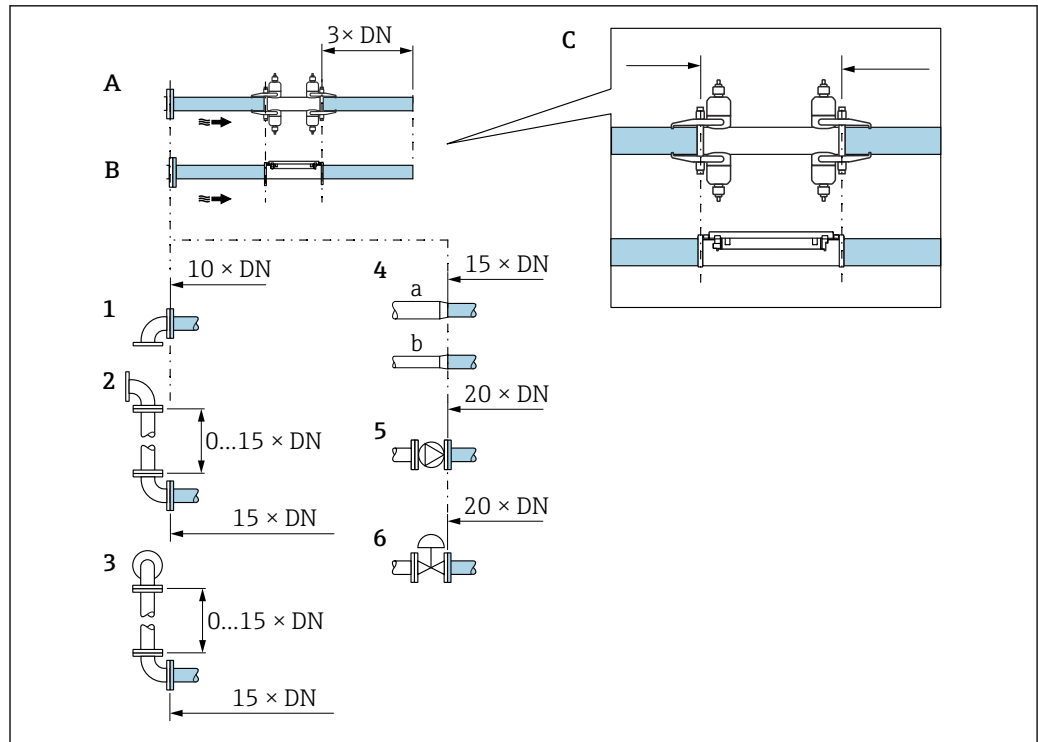 3× DN
C
A
B
10 × DN
4
15 × DN
a
1
b
2
20 × DN
5
0...15 × DN
20 × DN
15 × DN
6
3
0...15 × DN
15 × DN